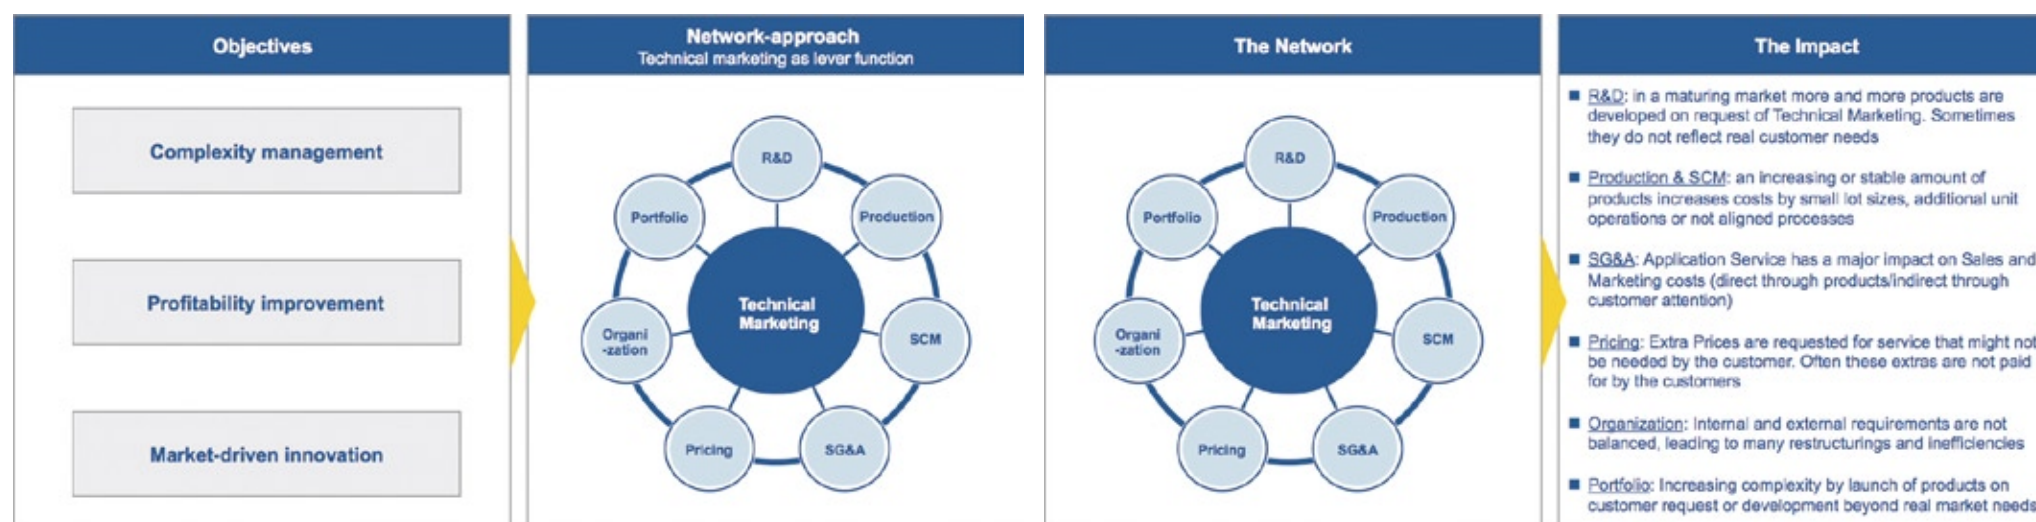 Objectives
Complexity management
Profitability improvement
Market-driven innovation
Network-approach
Technical marketing as lever function
R&D
Portfolio
Production
Technical
Marketing
Organi
-zation
SCM
Pricing
SG&A
The Network
R&D
Portfolio
Production
Technical
Marketing
Organi
-zation
SCM
Pricing
SG&A
The Impact
R&D: in a maturing market more and more products are
developed on request of Technical Marketing. Sometimes
they do not reflect real customer needs
Production & SCM: an increasing or stable amount of
products increases costs by small lot sizes, additional unit
operations or not aligned processes
SG&A: Application Service has a major impact on Sales and
Marketing costs (direct through products/indirect through
customer attention)
Pricing: Extra Prices are requested for service that might not
be needed by the customer. Often these extras are not paid
for by the customers
Organization: Internal and external requirements are not
balanced, leading to many restructurings and inefficiencies
Portfolio: Increasing complexity by launch of products on
customer request or development beyond real market needs